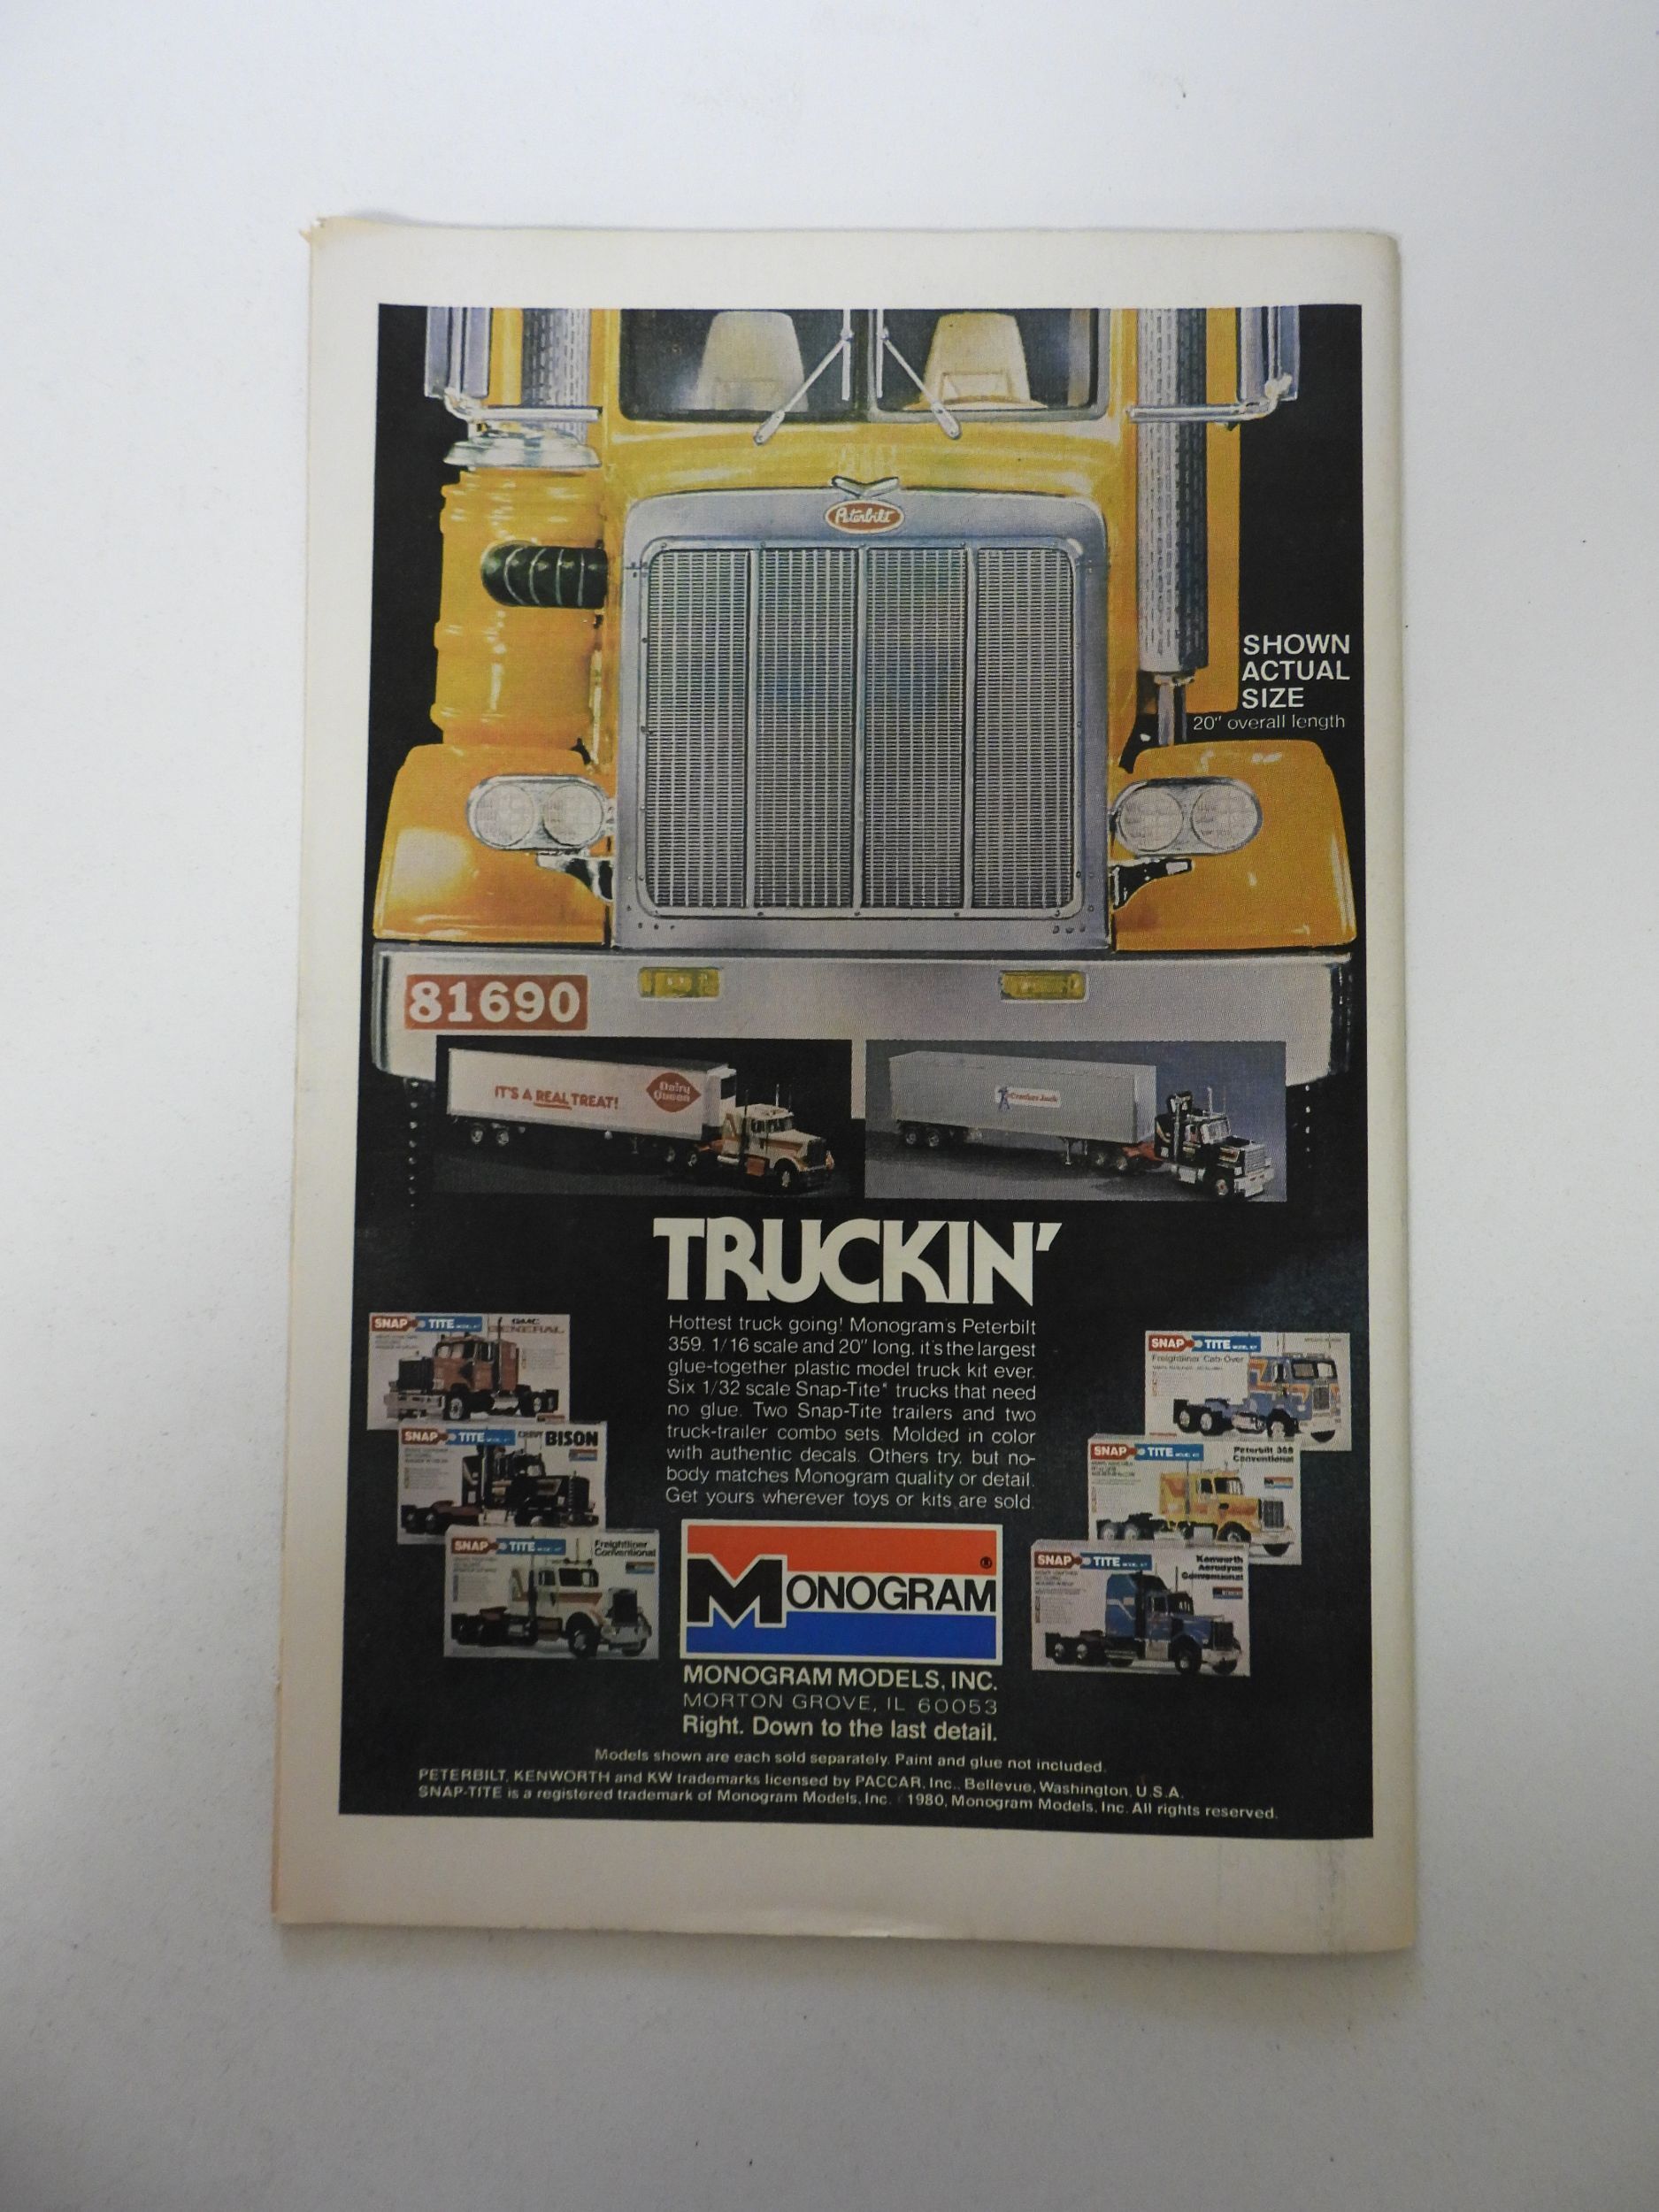 Peterbilt
SHOWN
ACTUAL
SIZE
20" overall length
81690
IT'S A REAL TREAT!
Dairy
Queen
Cracker Jack
TRUCKIN'
Hottest truck going! Monogram's Peterbilt
359. 1/16 scale and 20" long, it's the largest
glue-together plastic model truck kit ever.
Six 1/32 scale Snap-Tite* trucks that need
no glue. Two Snap-Tite trailers and two
truck-trailer combo sets. Molded in color
with authentic decals. Others try, but no-
body matches Monogram quality or detail.
Get yours wherever toys or kits are sold.
SNAP TITE
GMC
GENERAL
SNAP TITE
CHEVY BISON
SNAP TITE
Freightliner
Conventional
SNAP TITE
Freightliner Cab-Over
SNAP TITE
Peterbilt 359
Conventional
SNAP TITE
Kenworth
Aerodyne
Conventional
MONOGRAM
®
MONOGRAM MODELS, INC.
MORTON GROVE, IL 60053
Right. Down to the last detail.
Models shown are each sold separately. Paint and glue not included.
PETERBILT, KENWORTH and KW trademarks licensed by PACCAR, Inc., Bellevue, Washington, U.S.A.
SNAP-TITE is a registered trademark of Monogram Models, Inc. 1980, Monogram Models, Inc. All rights reserved.